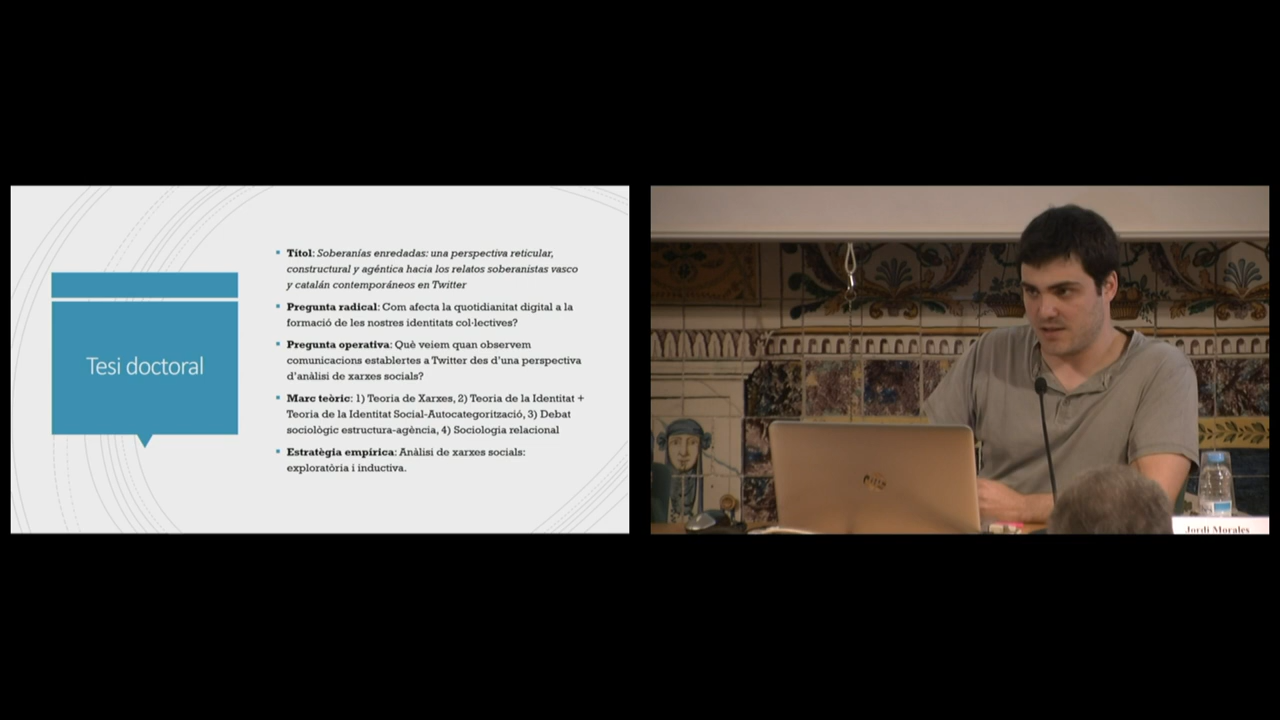 Tesi doctoral
▪ Títol: Soberanías enredadas: una perspectiva reticular,
constructural y agéntica hacia los relatos soberanistas vasco
y catalán contemporáneos en Twitter
▪ Pregunta radical: Com afecta la quotidianitat digital a la
formació de les nostres identitats col·lectives?
▪ Pregunta operativa: Què veiem quan observem
comunicacions establertes a Twitter des d'una perspectiva
d'anàlisi de xarxes socials?
▪ Marc teòric: 1) Teoria de Xarxes, 2) Teoria de la Identitat +
Teoria de la Identitat Social-Autocategorització, 3) Debat
sociològic estructura-agència, 4) Sociologia relacional
▪ Estratègia empírica: Anàlisi de xarxes socials:
exploratòria i inductiva.
Jordi Morales